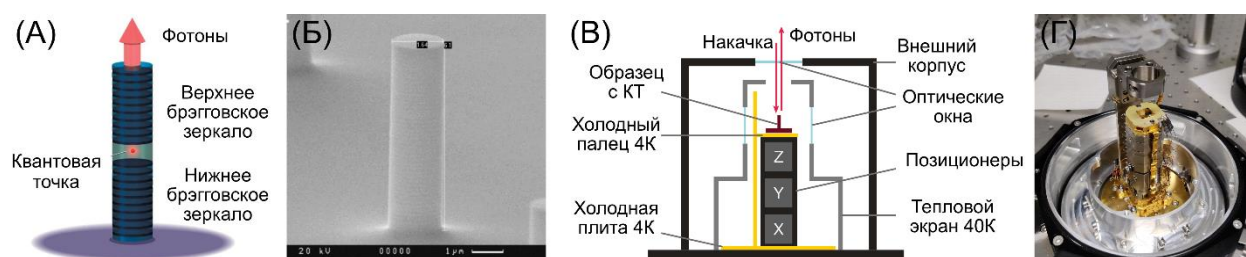 (А)
Фотоны
Верхнее
брэгговское
зеркало
Квантовая
точка
Нижнее
брэгговское
зеркало
(Б)
20 kV
00000
1µm
(В)
Накачка
Фотоны
Образец
с КТ
Холодный
палец 4К
Холодная
плита 4К
Z
Y
X
Внешний
корпус
Оптические
окна
Позиционеры
Тепловой
экран 40К
(Г)